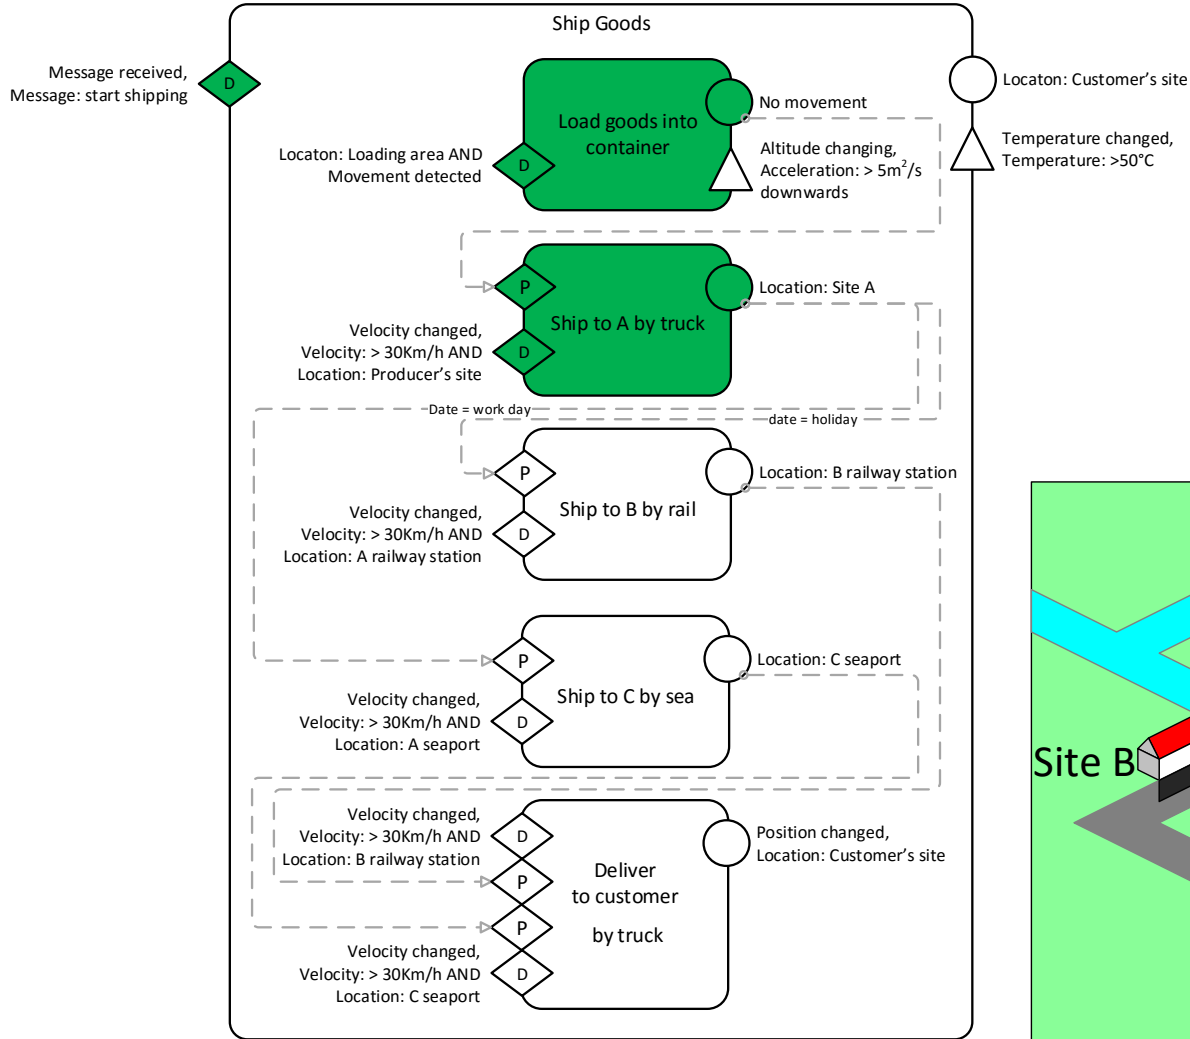 Ship Goods
Message received,
Message: start shipping
D
Locaton: Customer's site
Temperature changed,
Temperature: >50°C
Load goods into
container
No movement
Locaton: Loading area AND
Movement detected
D
Altitude changing,
Acceleration: > 5m²/s
downwards
P
Location: Site A
Ship to A by truck
Velocity changed,
Velocity: > 30Km/h AND
Location: Producer's site
D
Date = work day
date = holiday
P
Location: B railway station
Ship to B by rail
Velocity changed,
Velocity: > 30Km/h AND
Location: A railway station
D
P
Location: C seaport
Ship to C by sea
Velocity changed,
Velocity: > 30Km/h AND
Location: A seaport
D
Site B
Velocity changed,
Velocity: > 30Km/h AND
Location: B railway station
D
P
P
D
Position changed,
Location: Customer's site
Deliver
to customer
by truck
Velocity changed,
Velocity: > 30Km/h AND
Location: C seaport